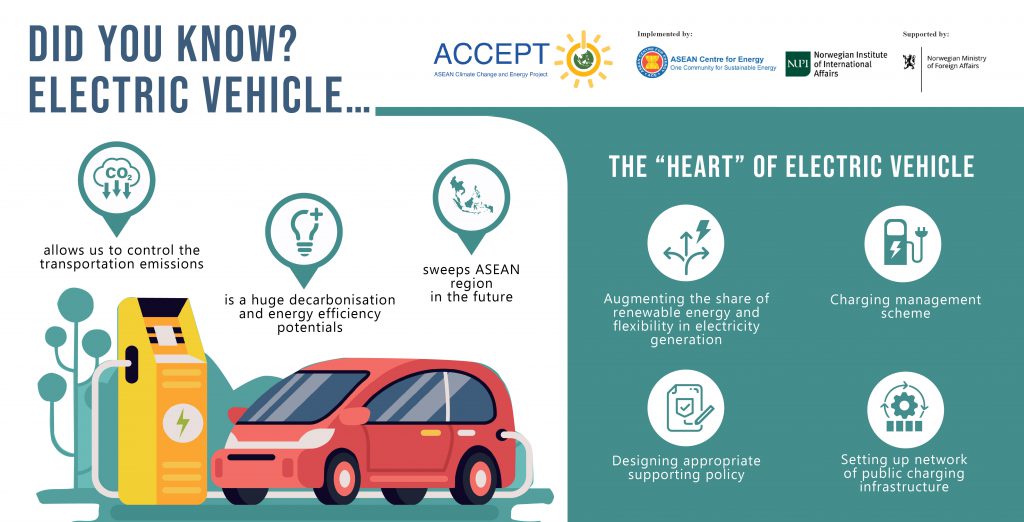 DID YOU KNOW?
ELECTRIC VEHICLE...
ACCEPT
ASEAN Climate Change and Energy Project
Implemented by:
ASEAN Centre for Energy
One Community for Sustainable Energy
NUPI
Norwegian Institute
of International
Affairs
Supported by:
Norwegian Ministry
of Foreign Affairs
CO₂
allows us to control the
transportation emissions
is a huge decarbonisation
and energy efficiency
potentials
sweeps ASEAN
region
in the future
THE “HEART” OF ELECTRIC VEHICLE
Augmenting the share of
renewable energy and
flexibility in electricity
generation
Charging management
scheme
Designing appropriate
supporting policy
Setting up network
of public charging
infrastructure